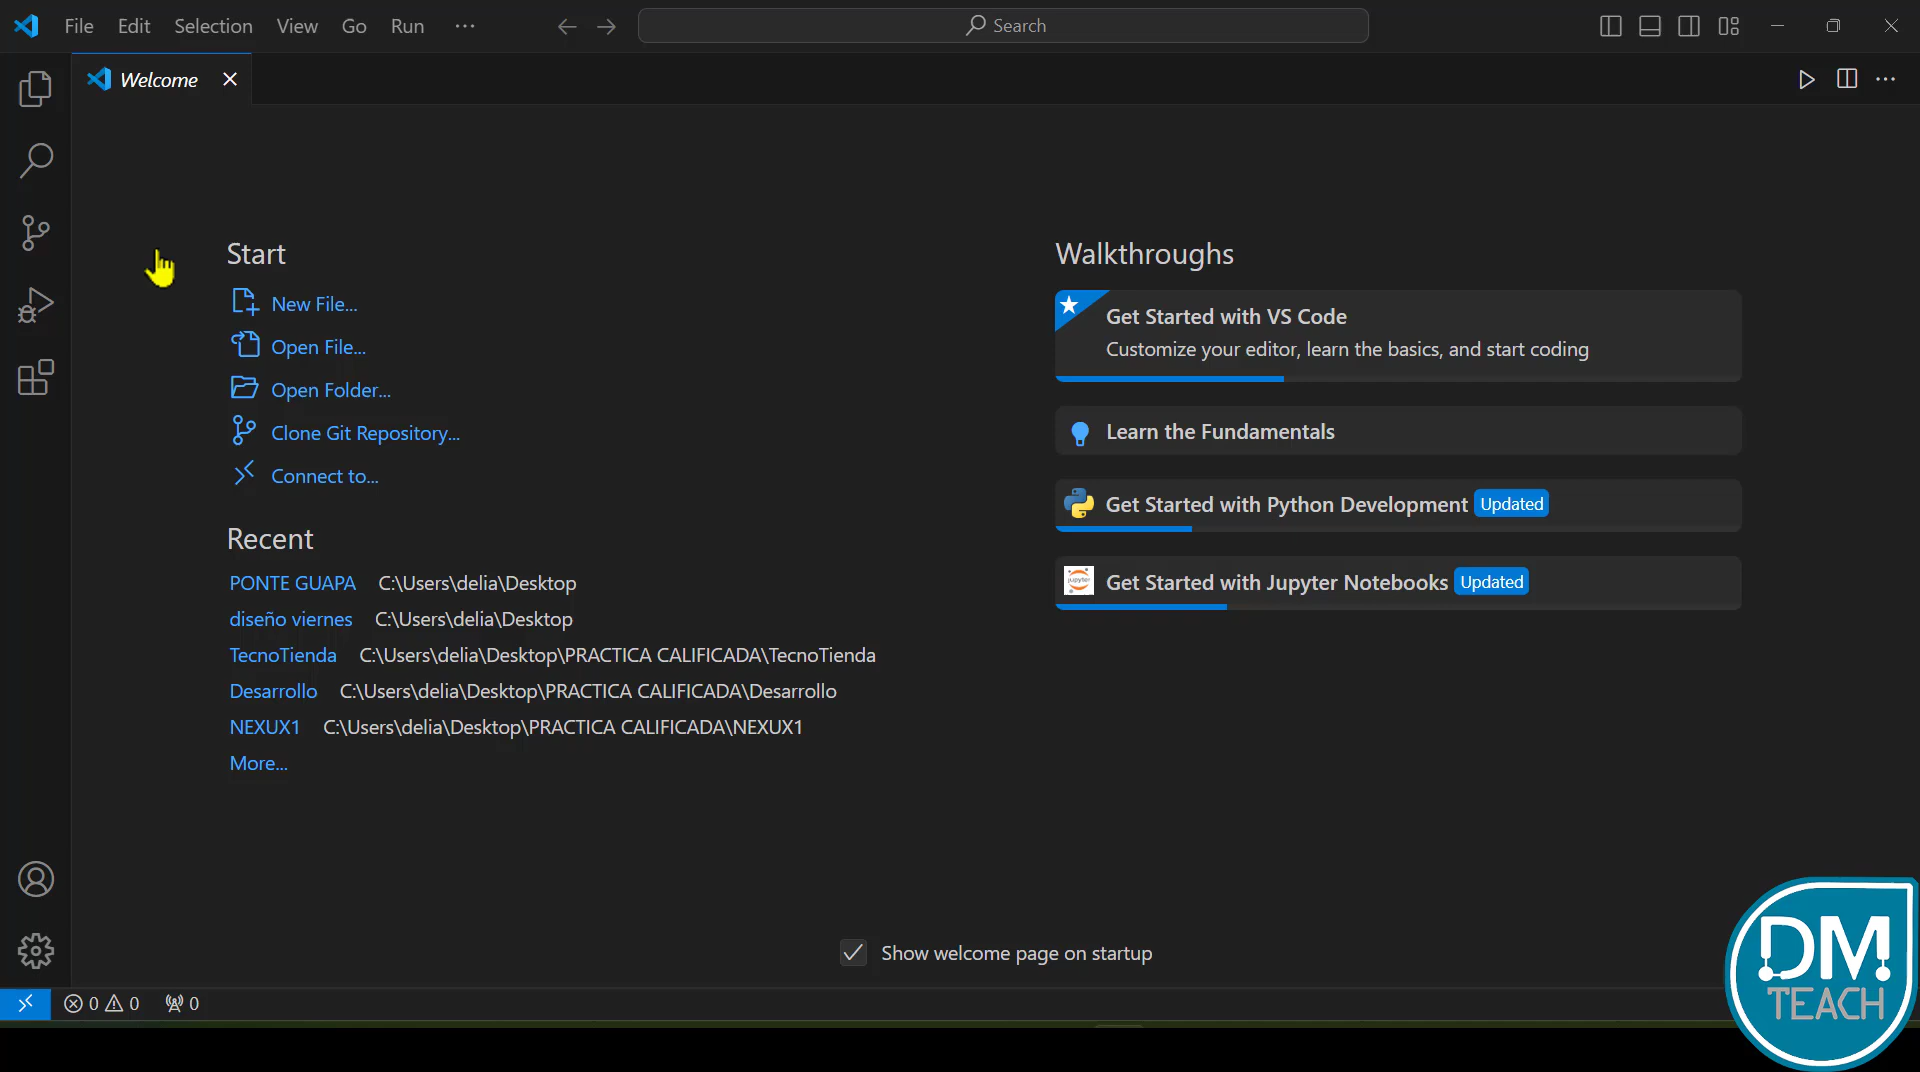 File Edit Selection View Go Run ... Search
Welcome
Start
New File...
Open File...
Open Folder...
Clone Git Repository...
Connect to...
Recent
PONTE GUAPA C:\Users\delia\Desktop
diseño viernes C:\Users\delia\Desktop
TecnoTienda C:\Users\delia\Desktop\PRACTICA CALIFICADA\TecnoTienda
Desarrollo C:\Users\delia\Desktop\PRACTICA CALIFICADA\Desarrollo
NEXUX1 C:\Users\delia\Desktop\PRACTICA CALIFICADA\NEXUX1
More...
Walkthroughs
Get Started with VS Code
Customize your editor, learn the basics, and start coding
Learn the Fundamentals
Get Started with Python Development Updated
jupyter Get Started with Jupyter Notebooks Updated
Show welcome page on startup
0 0 0
DM
TEACH